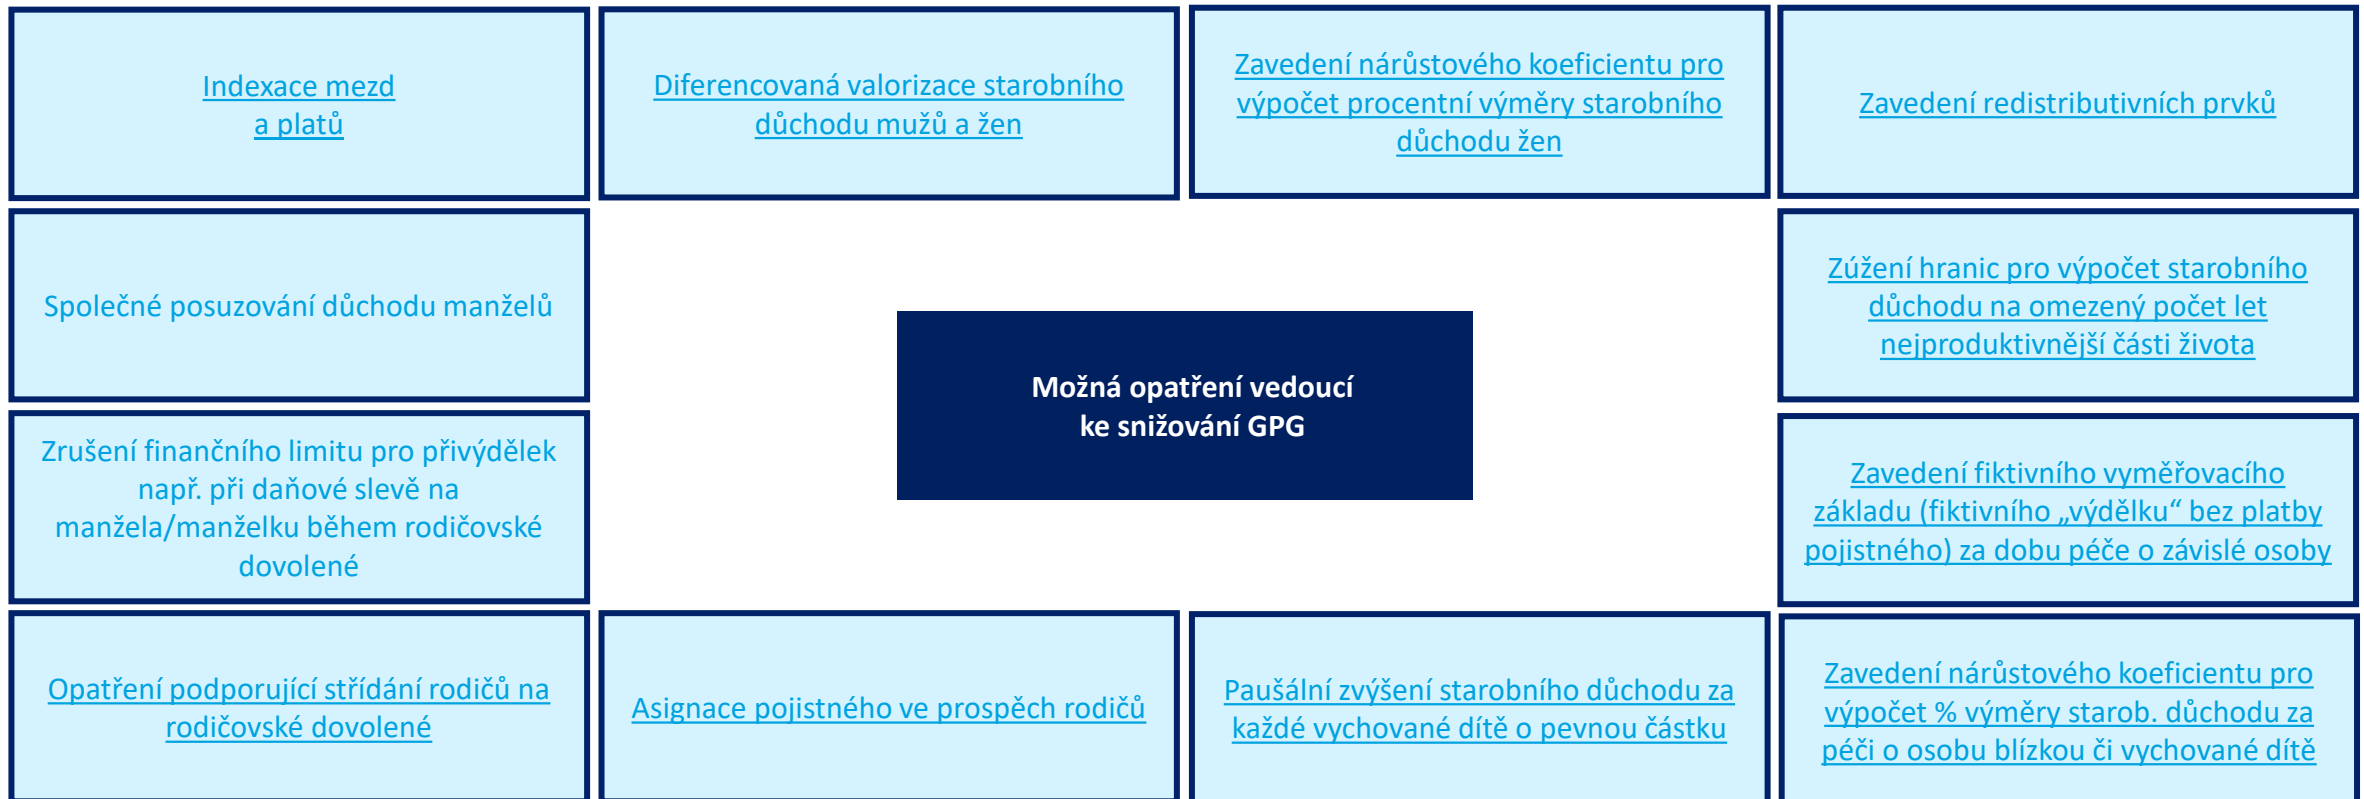 Indexace mezd
a platů
Diferencovaná valorizace starobního
důchodu mužů a žen
Zavedení nárůstového koeficientu pro
výpočet procentní výměry starobního
důchodu žen
Zavedení redistributivních prvků
Společné posuzování důchodu manželů
Možná opatření vedoucí
ke snižování GPG
Zúžení hranic pro výpočet starobního
důchodu na omezený počet let
nejproduktivnější části života
Zrušení finančního limitu pro přivýdělek
např. při daňové slevě na
manžela/manželku během rodičovské
dovolené
Zavedení fiktivního vyměřovacího
základu (fiktivního „výdělku“ bez platby
pojistného) za dobu péče o závislé osoby
Opatření podporující střídání rodičů na
rodičovské dovolené
Asignace pojistného ve prospěch rodičů
Paušální zvýšení starobního důchodu za
každé vychované dítě o pevnou částku
Zavedení nárůstového koeficientu pro
výpočet % výměry starob. důchodu za
péči o osobu blízkou či vychované dítě